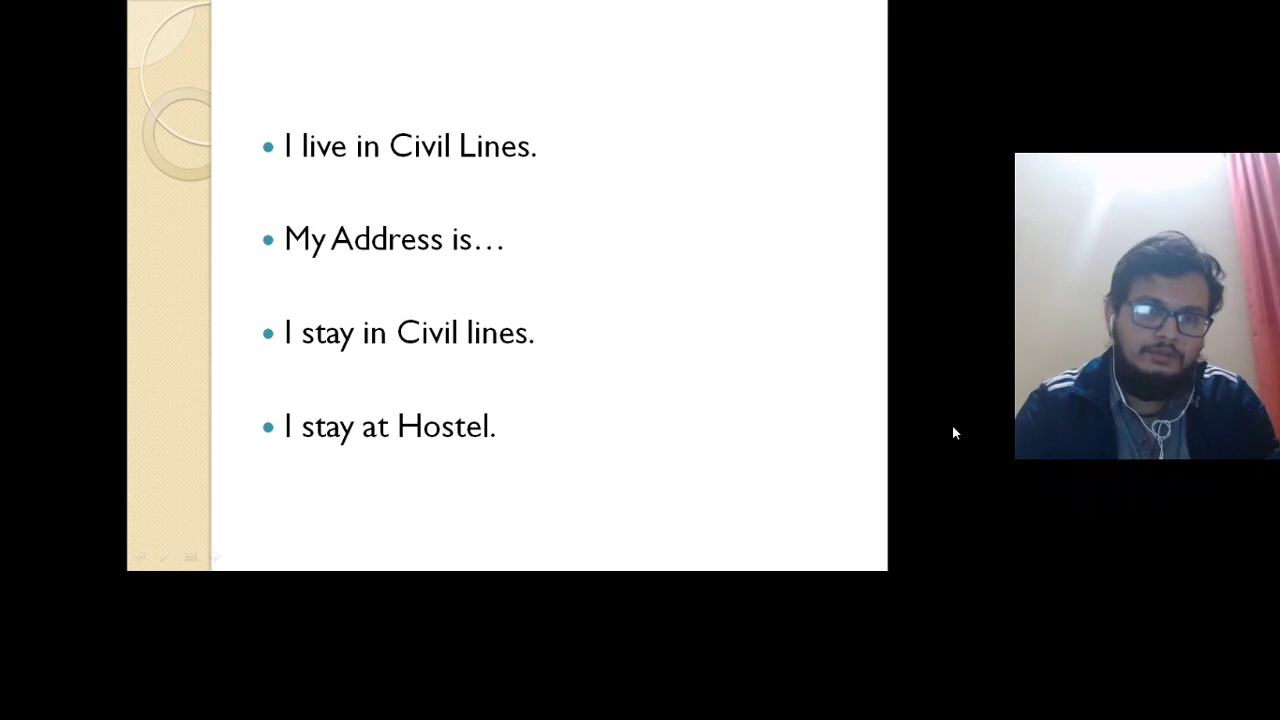 I live in Civil Lines.
My Address is…
I stay in Civil lines.
I stay at Hostel.